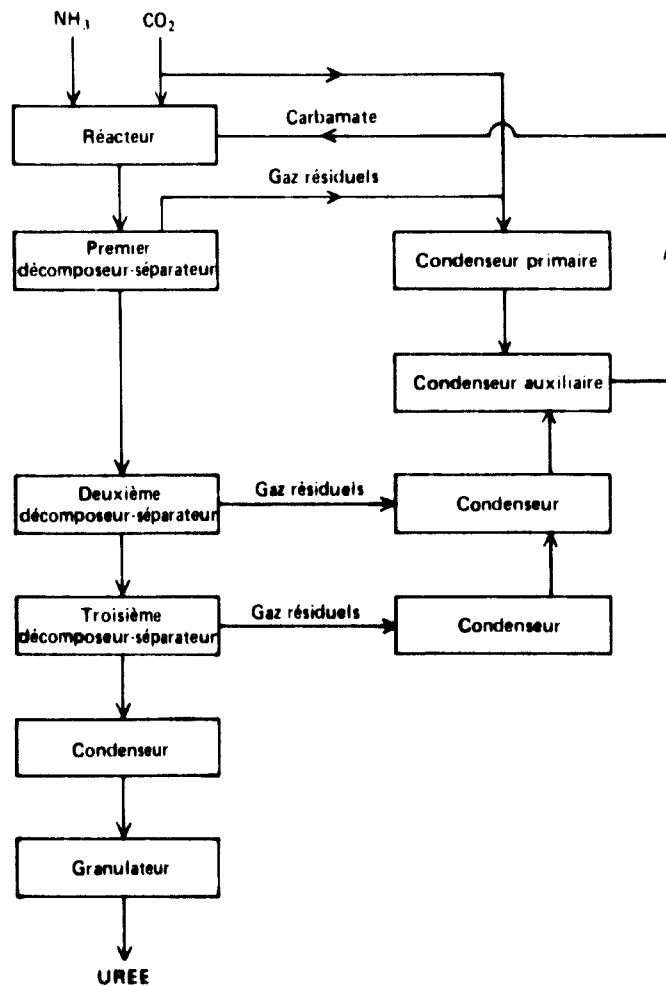 NH₃
CO₂
Carbamate
Réacteur
Gaz résiduels
Premier
décomposeur-séparateur
Condenseur primaire
Condenseur auxiliaire
Deuxième
décomposeur-séparateur
Gaz résiduels
Condenseur
Troisième
décomposeur-séparateur
Gaz résiduels
Condenseur
Condenseur
Granulateur
UREE